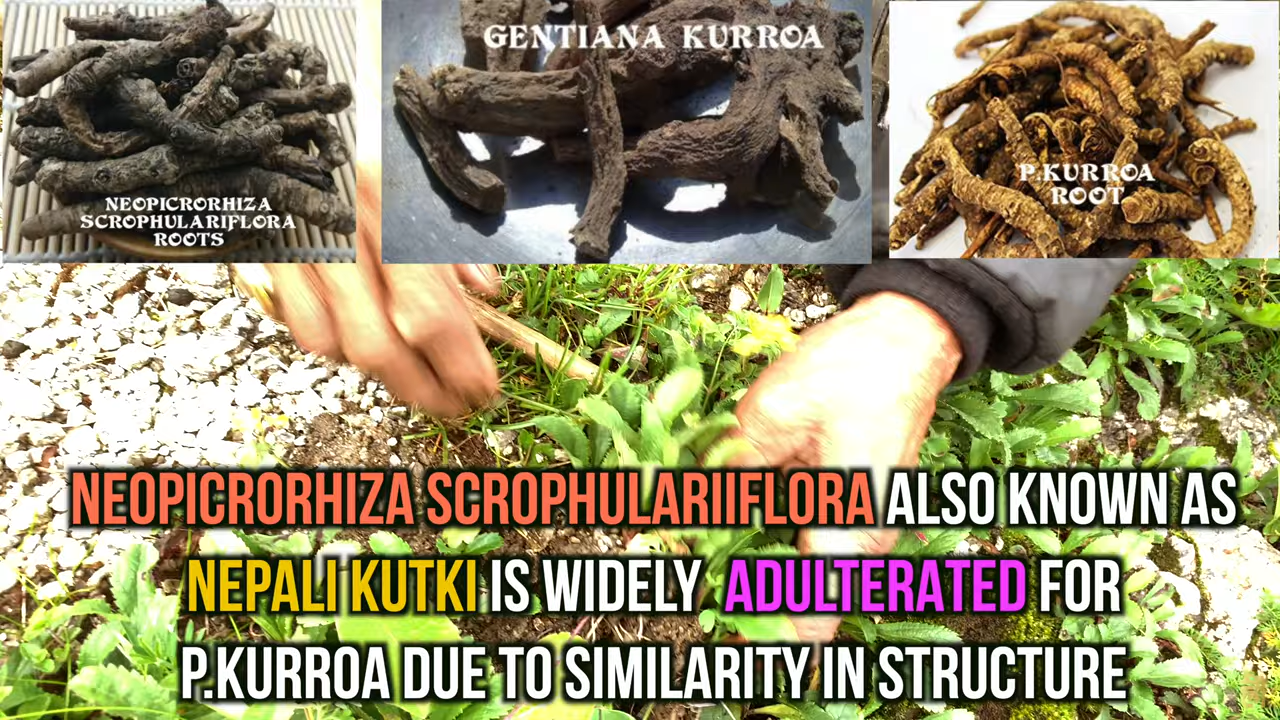 NEOPICRORHIZA
SCROPHULARIFLORA
ROOTS
GENTIANA KURROA
P.KURROA
ROOT
NEOPICRORHIZA SCROPHULARIIFLORA ALSO KNOWN AS
NEPALI KUTKI IS WIDELY ADULTERATED FOR
P.KURROA DUE TO SIMILARITY IN STRUCTURE